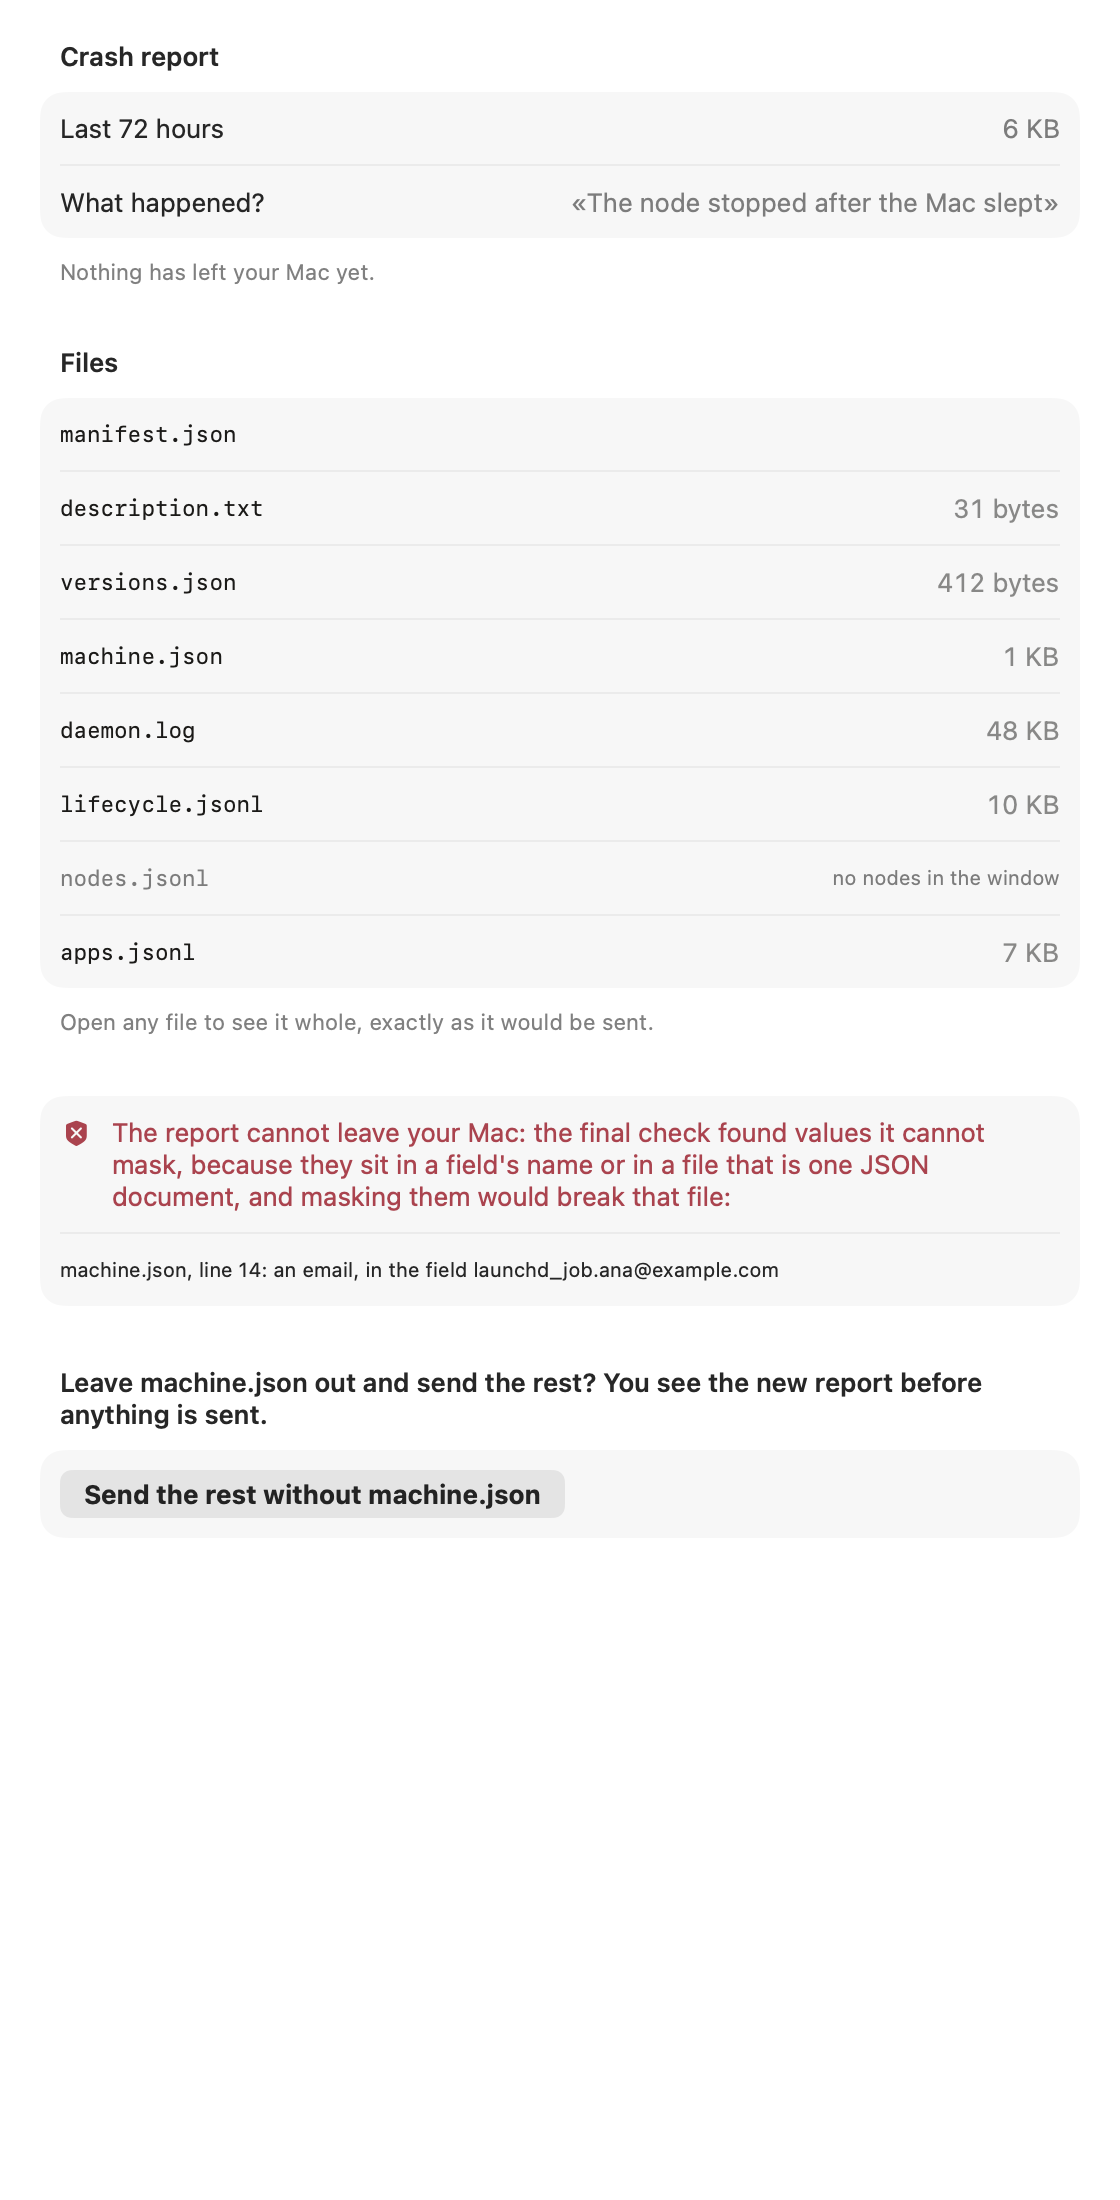 Crash report
Last 72 hours 6 KB
What happened? «The node stopped after the Mac slept»
Nothing has left your Mac yet.
Files
manifest.json
description.txt 31 bytes
versions.json 412 bytes
machine.json 1 KB
daemon.log 48 KB
lifecycle.jsonl 10 KB
nodes.jsonl no nodes in the window
apps.jsonl 7 KB
Open any file to see it whole, exactly as it would be sent.
The report cannot leave your Mac: the final check found values it cannot
mask, because they sit in a field's name or in a file that is one JSON
document, and masking them would break that file:
machine.json, line 14: an email, in the field launchd_job.ana@example.com
Leave machine.json out and send the rest? You see the new report before
anything is sent.
Send the rest without machine.json